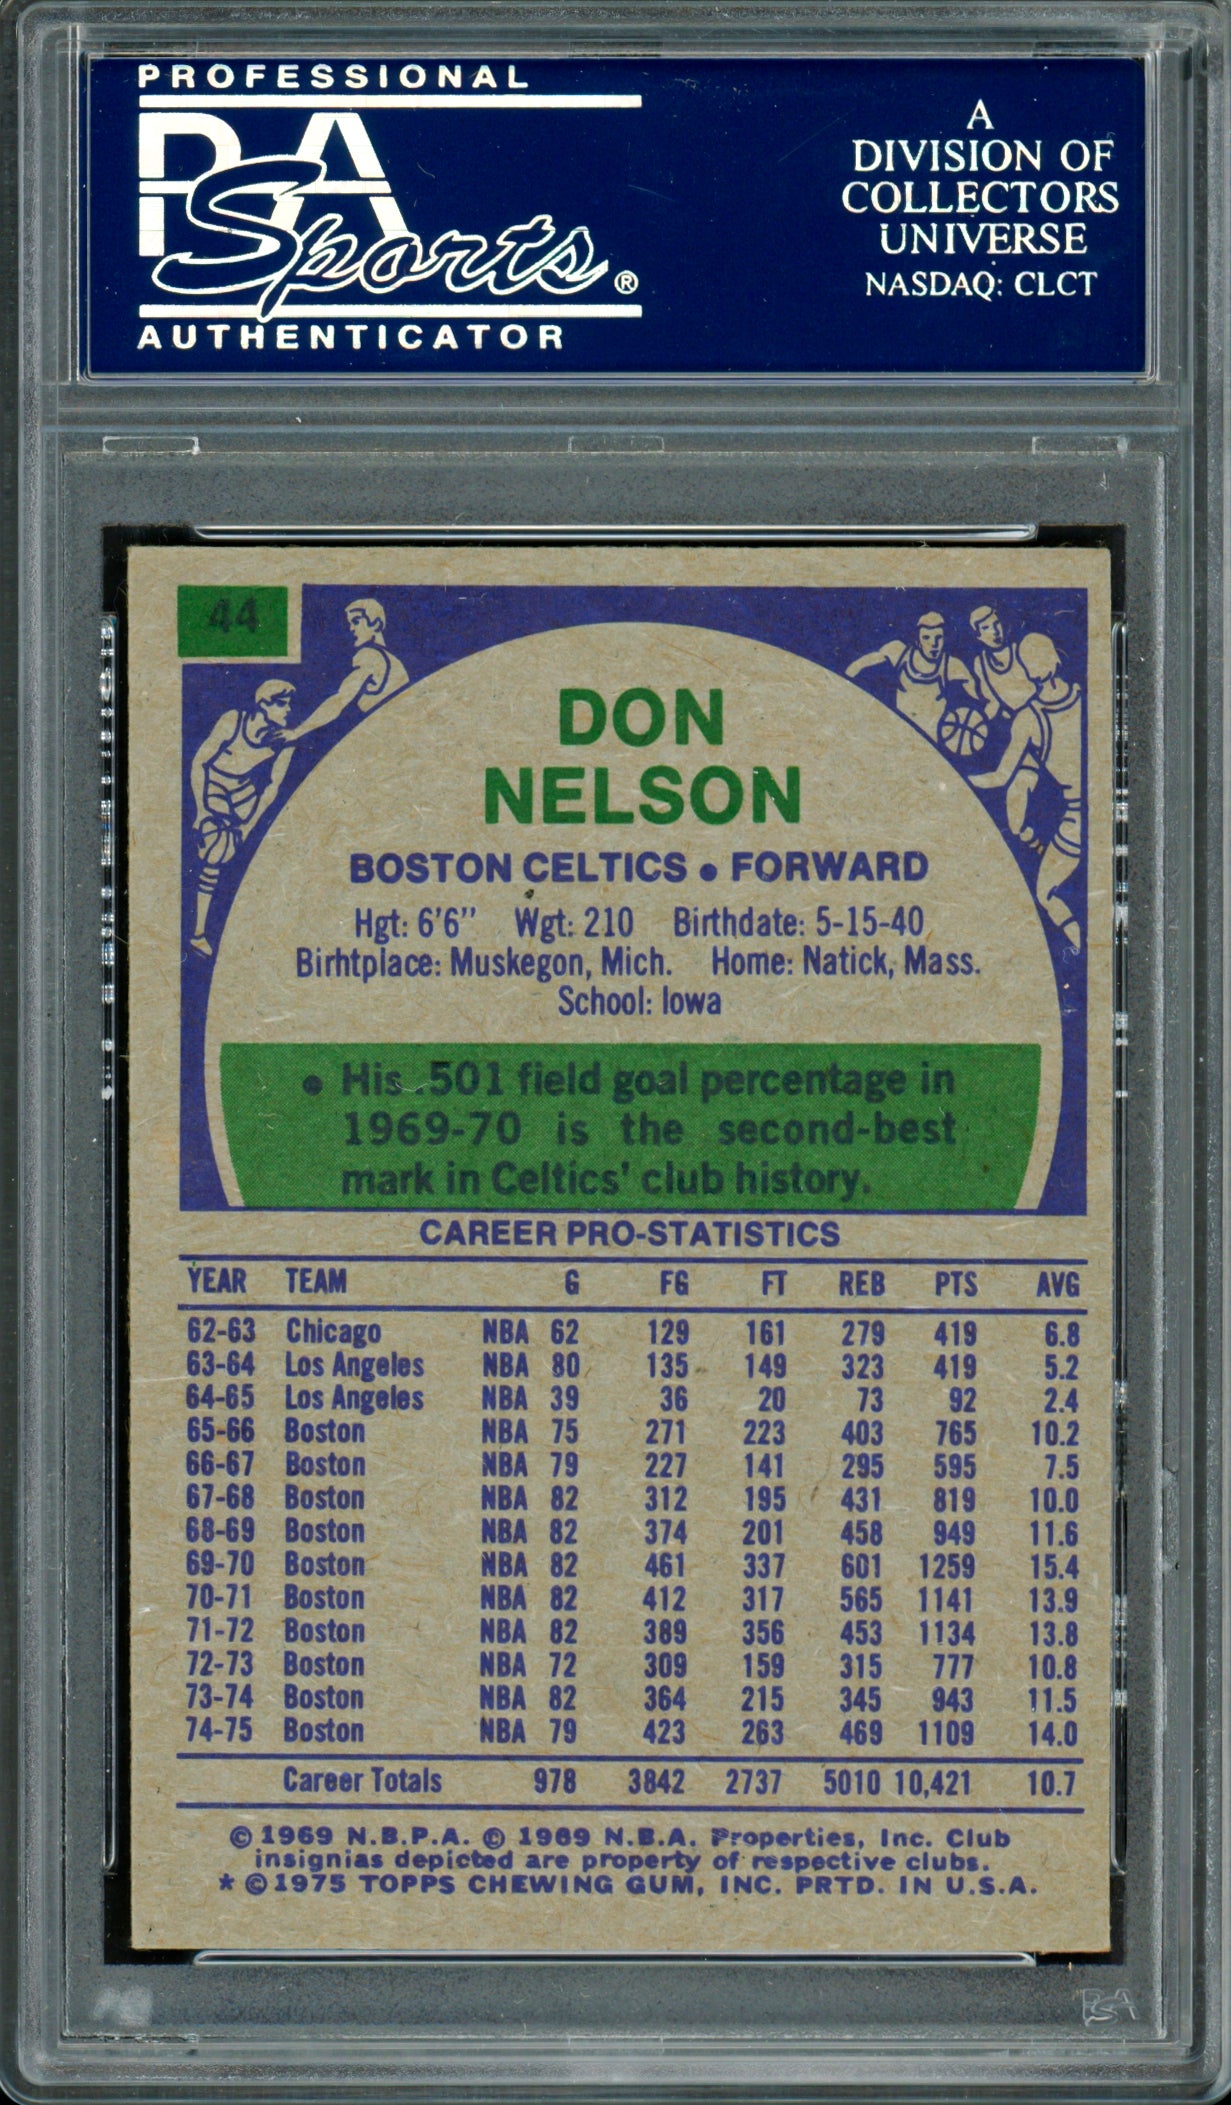 PROFESSIONAL
PSA
Sports®
AUTHENTICATOR
A
DIVISION OF
COLLECTORS
UNIVERSE
NASDAQ: CLCT
44
DON
NELSON
BOSTON CELTICS • FORWARD
Hgt: 6'6" Wgt: 210 Birthdate: 5-15-40
Birhtplace: Muskegon, Mich. Home: Natick, Mass.
School: Iowa
• His .501 field goal percentage in
1969-70 is the second-best
mark in Celtics' club history.
CAREER PRO-STATISTICS
YEAR TEAM G FG FT REB PTS AVG
62-63 Chicago NBA 62 129 161 279 419 6.8
63-64 Los Angeles NBA 80 135 149 323 419 5.2
64-65 Los Angeles NBA 39 36 20 73 92 2.4
65-66 Boston NBA 75 271 223 403 765 10.2
66-67 Boston NBA 79 227 141 295 595 7.5
67-68 Boston NBA 82 312 195 431 819 10.0
68-69 Boston NBA 82 374 201 458 949 11.6
69-70 Boston NBA 82 461 337 601 1259 15.4
70-71 Boston NBA 82 412 317 565 1141 13.9
71-72 Boston NBA 82 389 356 453 1134 13.8
72-73 Boston NBA 72 309 159 315 777 10.8
73-74 Boston NBA 82 364 215 345 943 11.5
74-75 Boston NBA 79 423 263 469 1109 14.0
Career Totals 978 3842 2737 5010 10,421 10.7
© 1969 N.B.P.A. © 1969 N.B.A. Properties, Inc. Club
insignias depicted are property of respective clubs.
* © 1975 TOPPS CHEWING GUM, INC. PRTD. IN U.S.A.
PSA